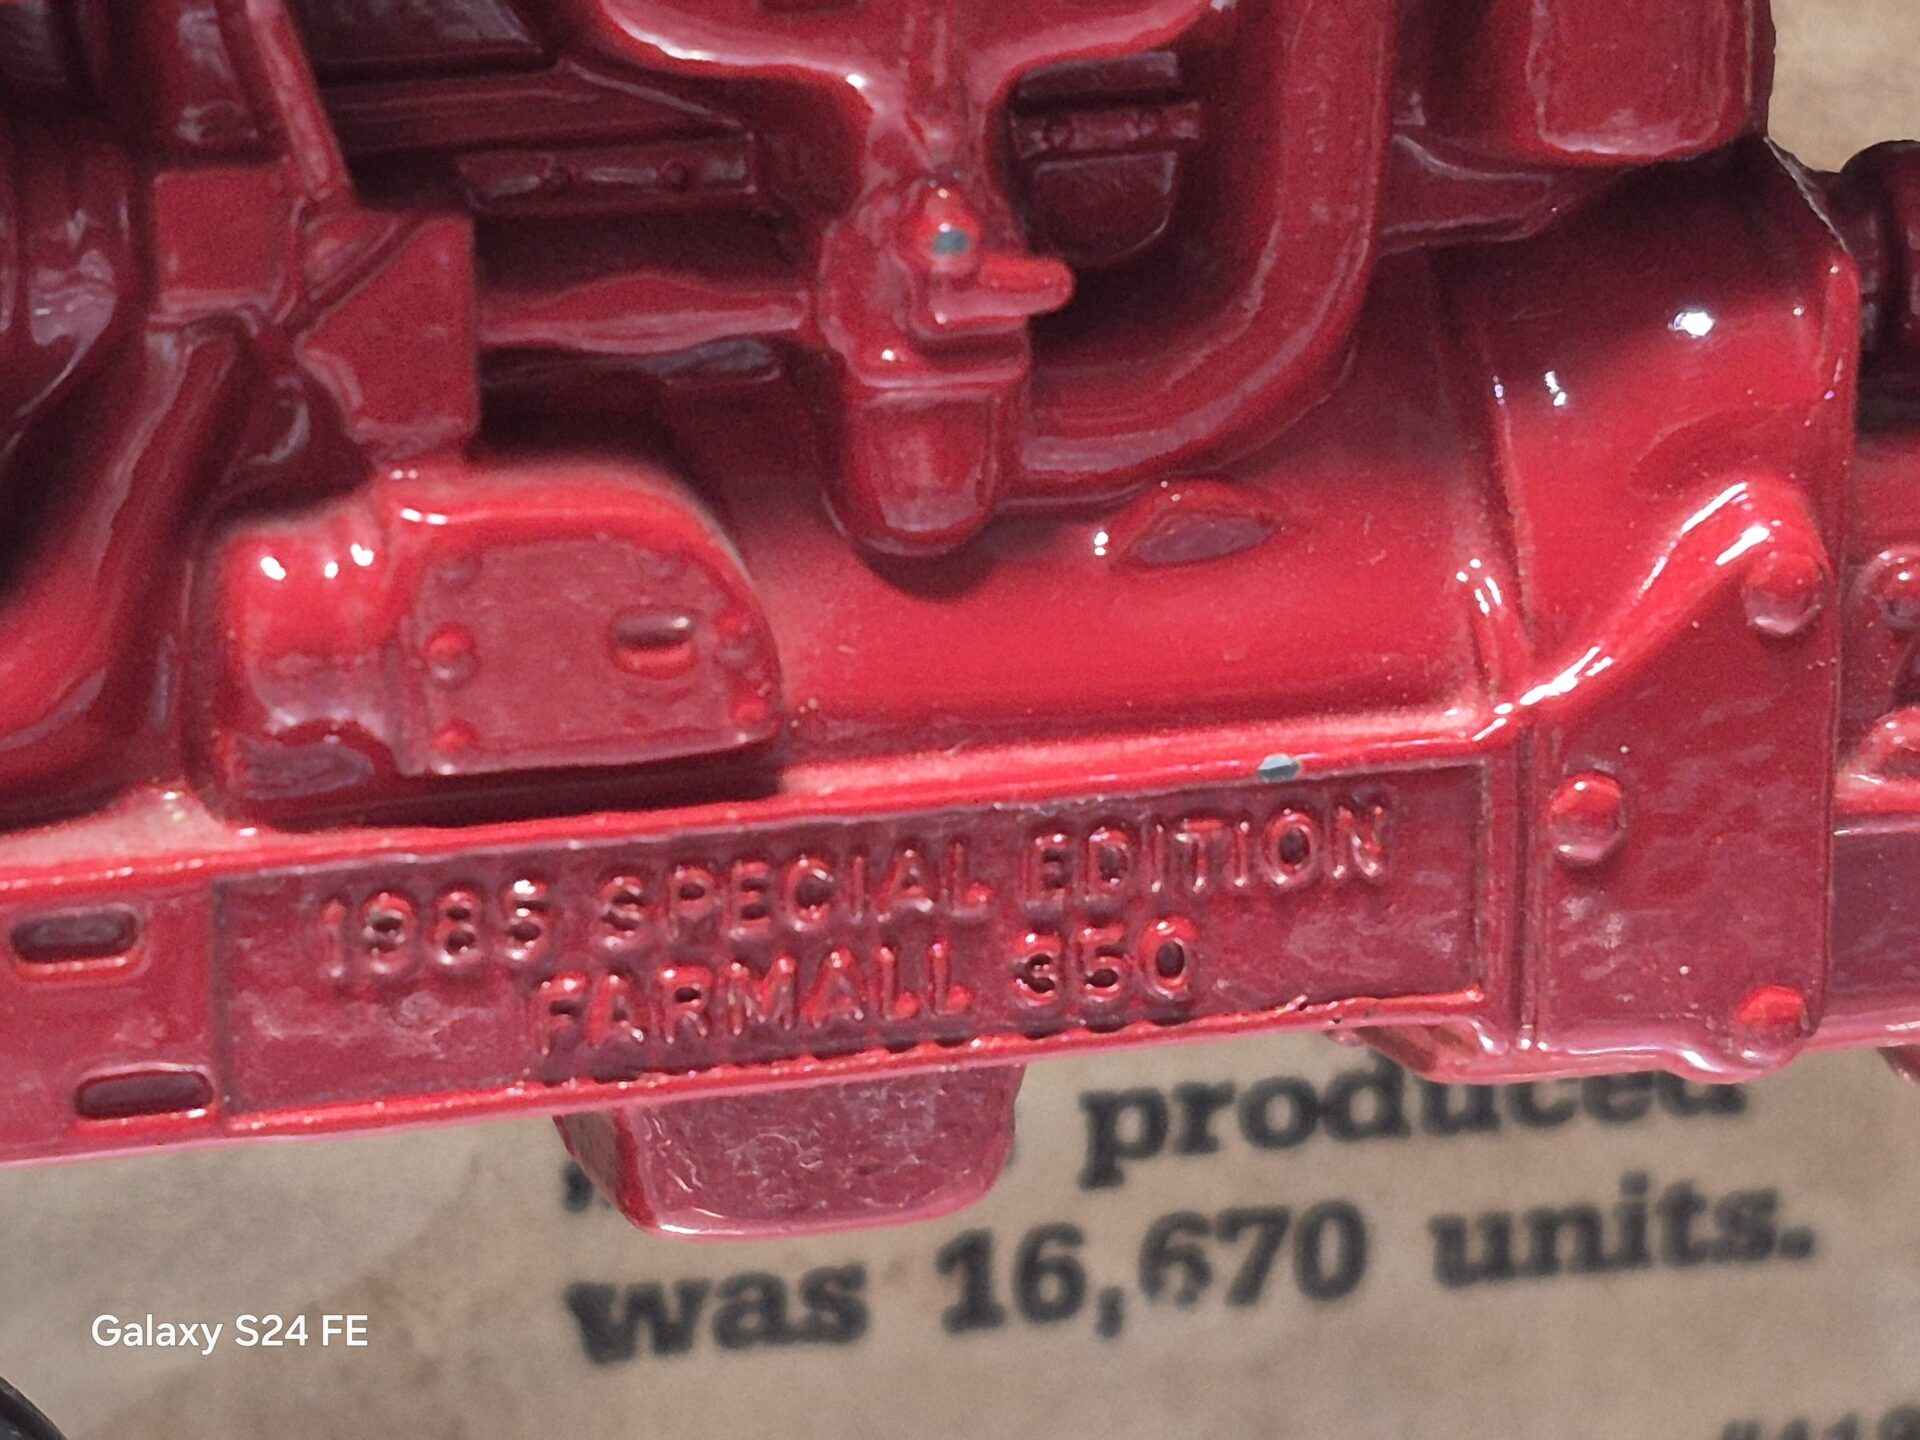 1985 SPECIAL EDITION
FARMALL 350
produced
was 16,670 units.
Galaxy S24 FE